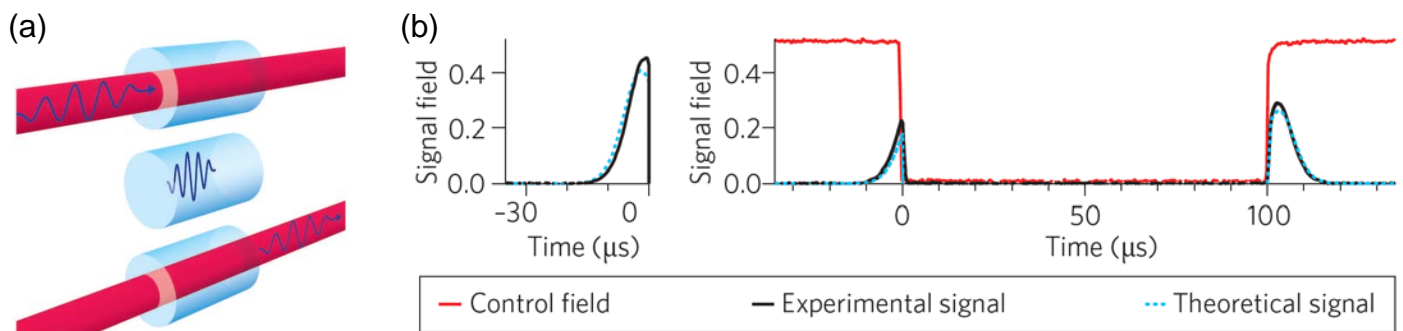 (a)
(b)
Signal field
0.4
0.2
0.0
-30
0
Time (μs)
Signal field
0.4
0.2
0.0
0
50
100
Time (μs)
Control field
Experimental signal
Theoretical signal